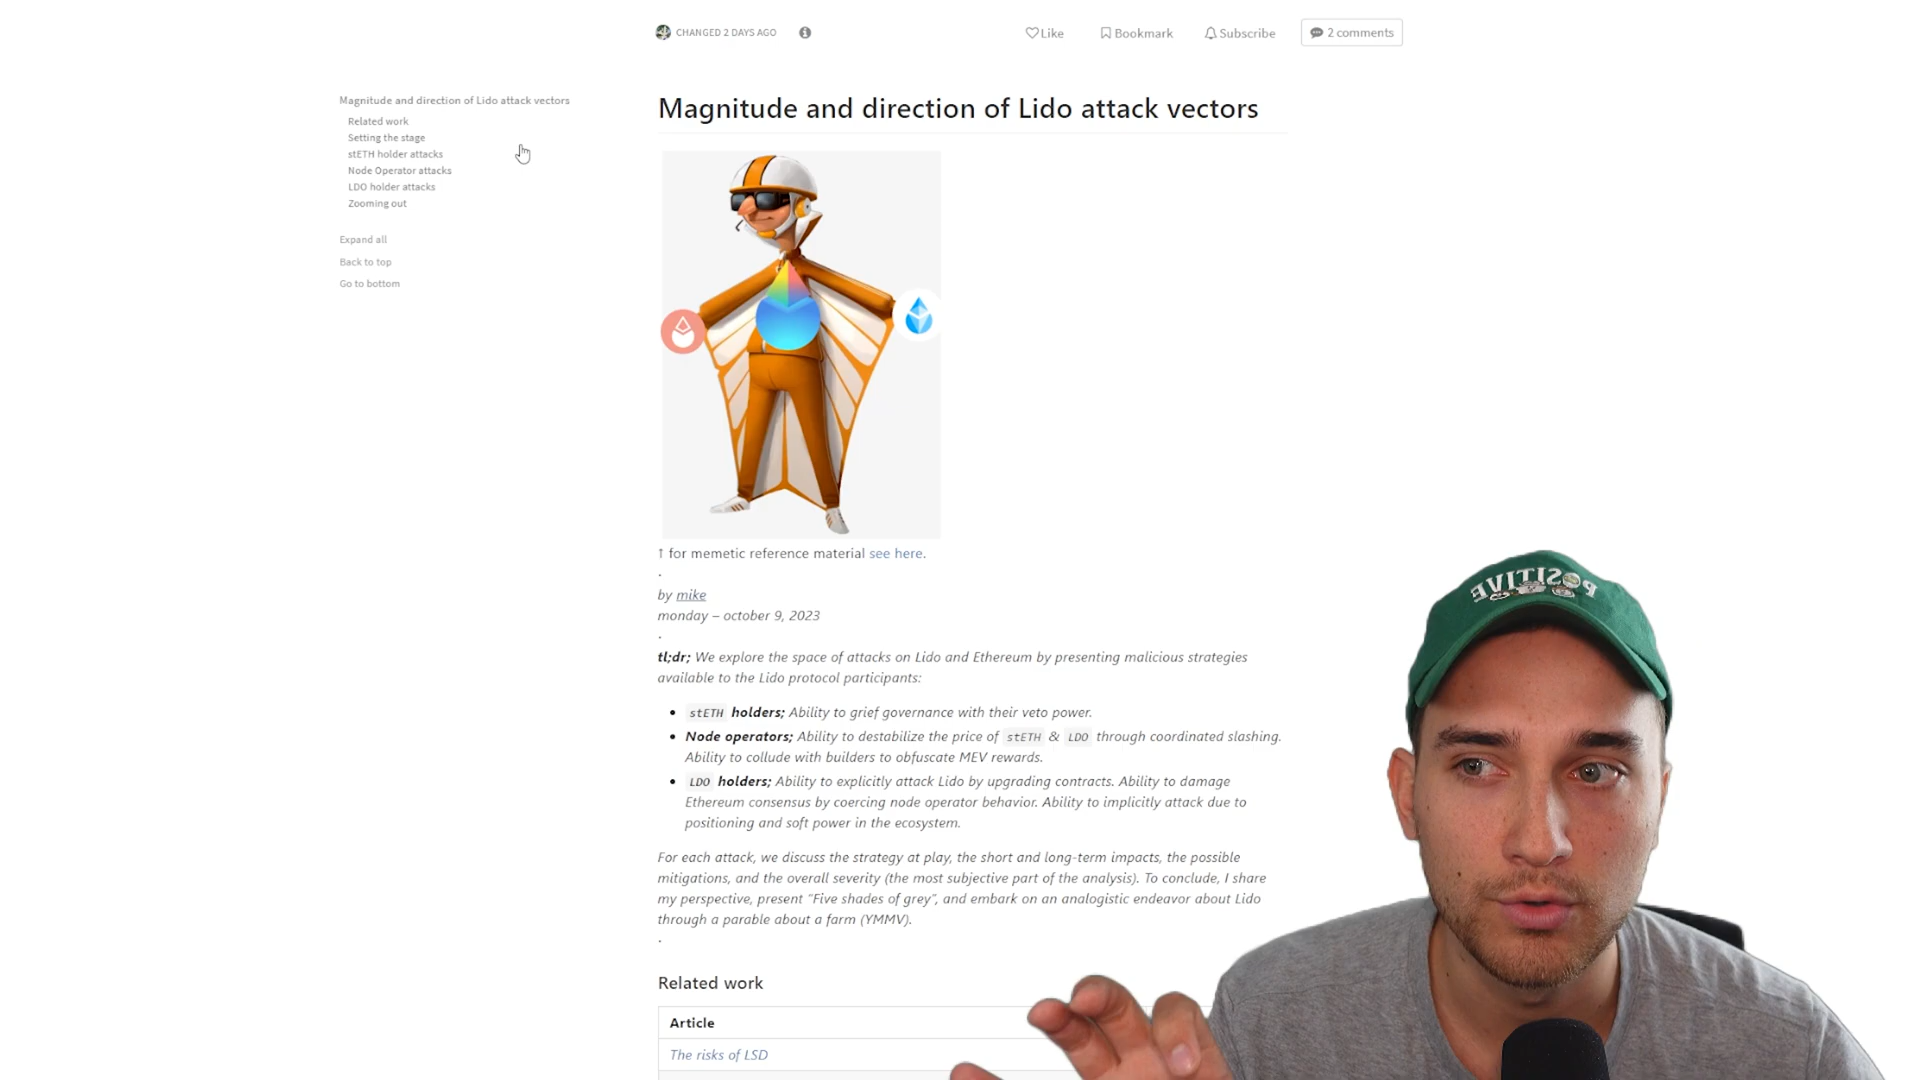 CHANGED 2 DAYS AGO
Like
Bookmark
Subscribe
2 comments
Magnitude and direction of Lido attack vectors
Related work
Setting the stage
stETH holder attacks
Node Operator attacks
LDO holder attacks
Zooming out
Expand all
Back to top
Go to bottom
Magnitude and direction of Lido attack vectors
↑ for memetic reference material see here.
.
by mike
monday – october 9, 2023
.
tl;dr; We explore the space of attacks on Lido and Ethereum by presenting malicious strategies
available to the Lido protocol participants:
• stETH holders; Ability to grief governance with their veto power.
• Node operators; Ability to destabilize the price of stETH & LDO through coordinated slashing.
Ability to collude with builders to obfuscate MEV rewards.
• LDO holders; Ability to explicitly attack Lido by upgrading contracts. Ability to damage
Ethereum consensus by coercing node operator behavior. Ability to implicitly attack due to
positioning and soft power in the ecosystem.
For each attack, we discuss the strategy at play, the short and long-term impacts, the possible
mitigations, and the overall severity (the most subjective part of the analysis). To conclude, I share
my perspective, present "Five shades of grey", and embark on an analogistic endeavor about Lido
through a parable about a farm (YMMV).
.
Related work
Article
The risks of LSD
POSITIVE